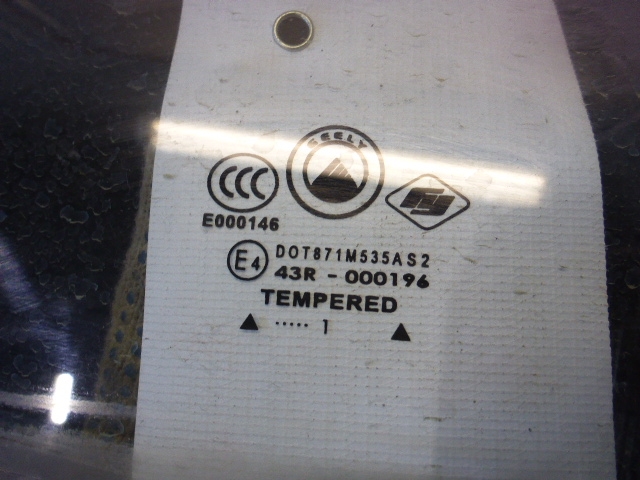 GEELY
CCC
E000146
E4 DOT871M535AS2
43R - 000196
TEMPERED
▲ ..... 1 ▲